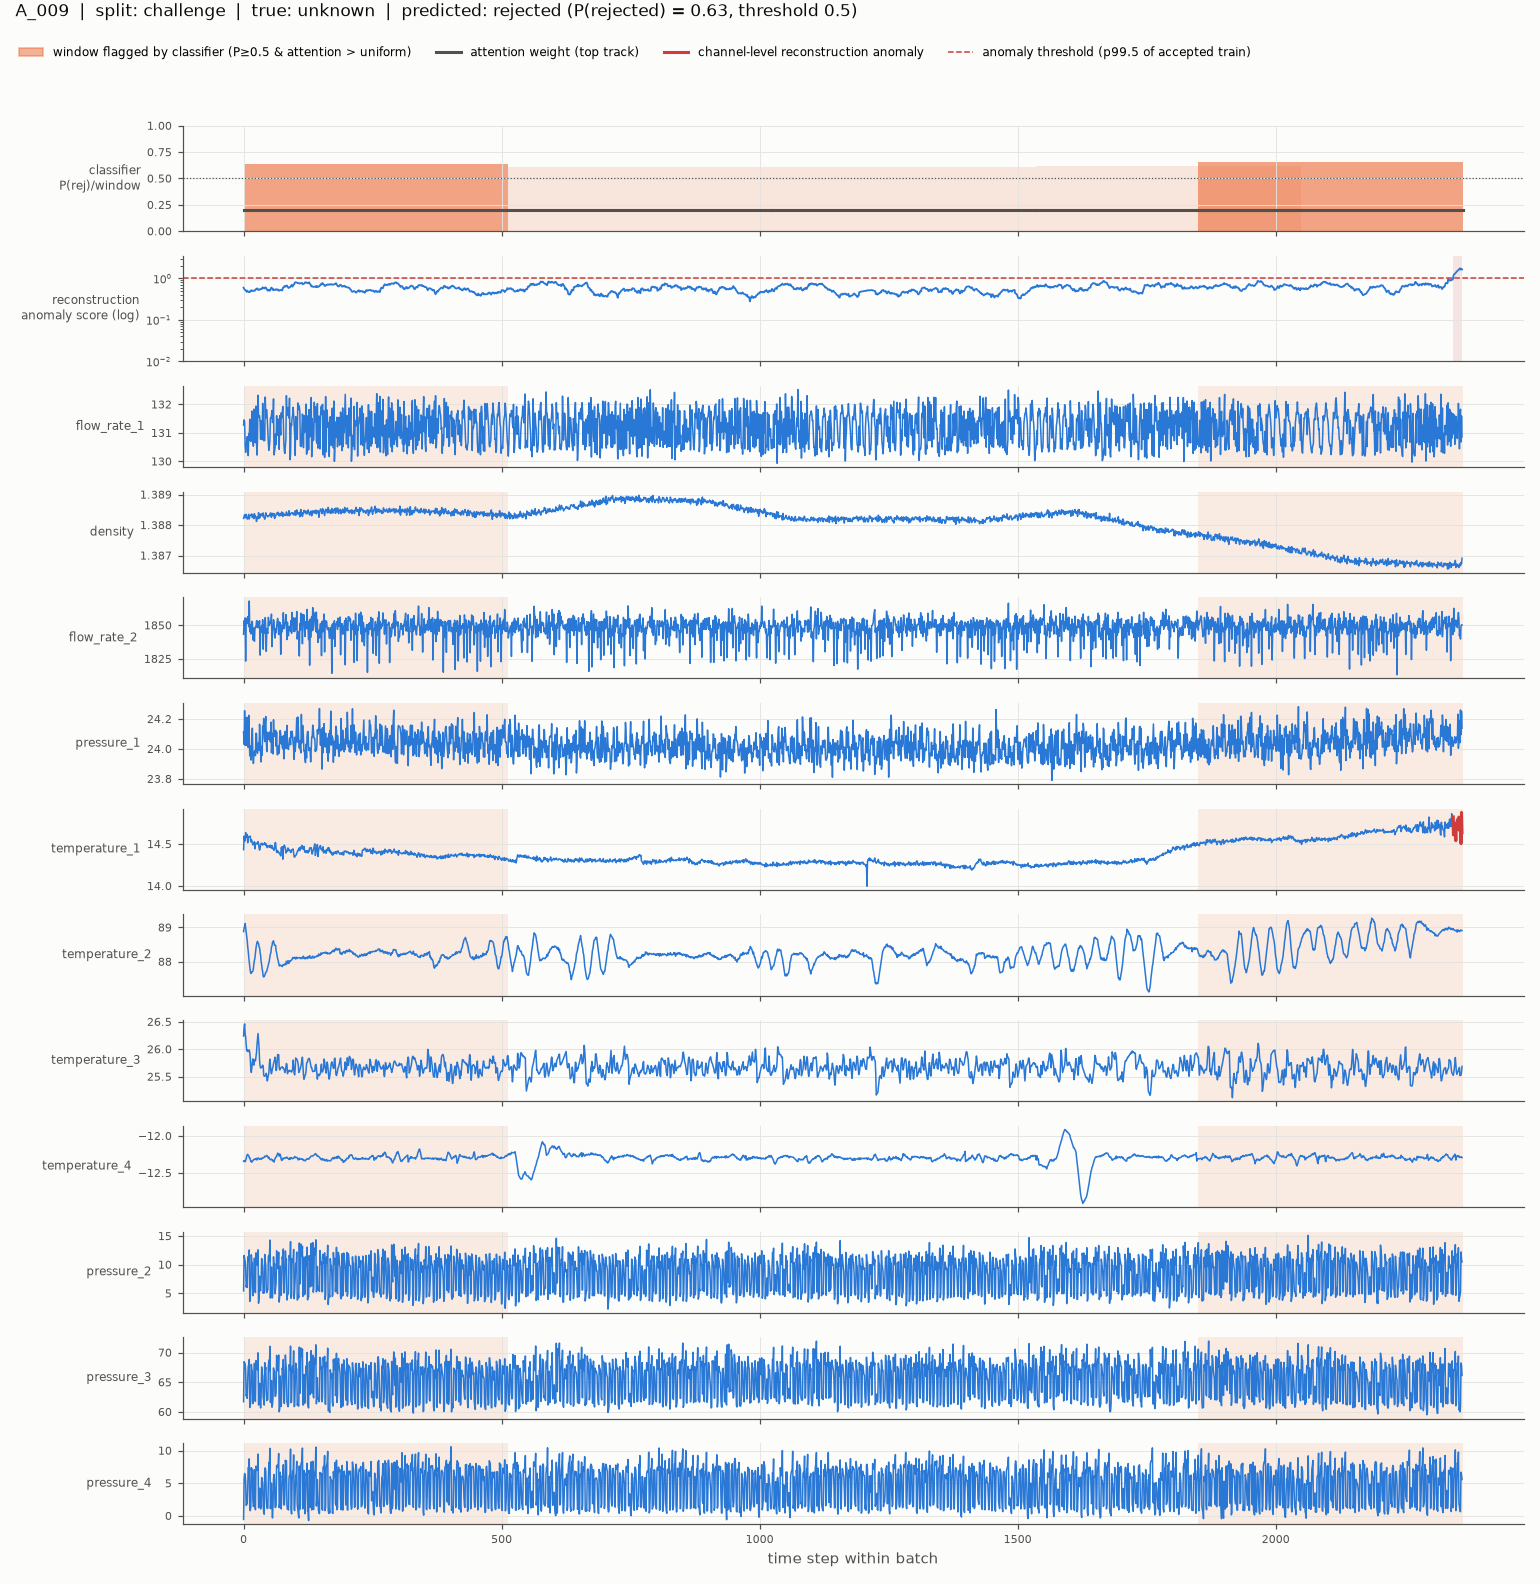 A_009 | split: challenge | true: unknown | predicted: rejected (P(rejected) = 0.63, threshold 0.5)
window flagged by classifier (P≥0.5 & attention > uniform) attention weight (top track) channel-level reconstruction anomaly anomaly threshold (p99.5 of accepted train)
1.00
0.75
0.50
0.25
0.00
classifier
P(rej)/window
10⁰
10⁻¹
10⁻²
reconstruction
anomaly score (log)
132
131
130
flow_rate_1
1.389
1.388
1.387
density
1850
1825
flow_rate_2
24.2
24.0
23.8
pressure_1
14.5
14.0
temperature_1
89
88
temperature_2
26.5
26.0
25.5
temperature_3
−12.0
−12.5
temperature_4
15
10
5
pressure_2
70
65
60
pressure_3
10
5
0
pressure_4
0 500 1000 1500 2000
time step within batch